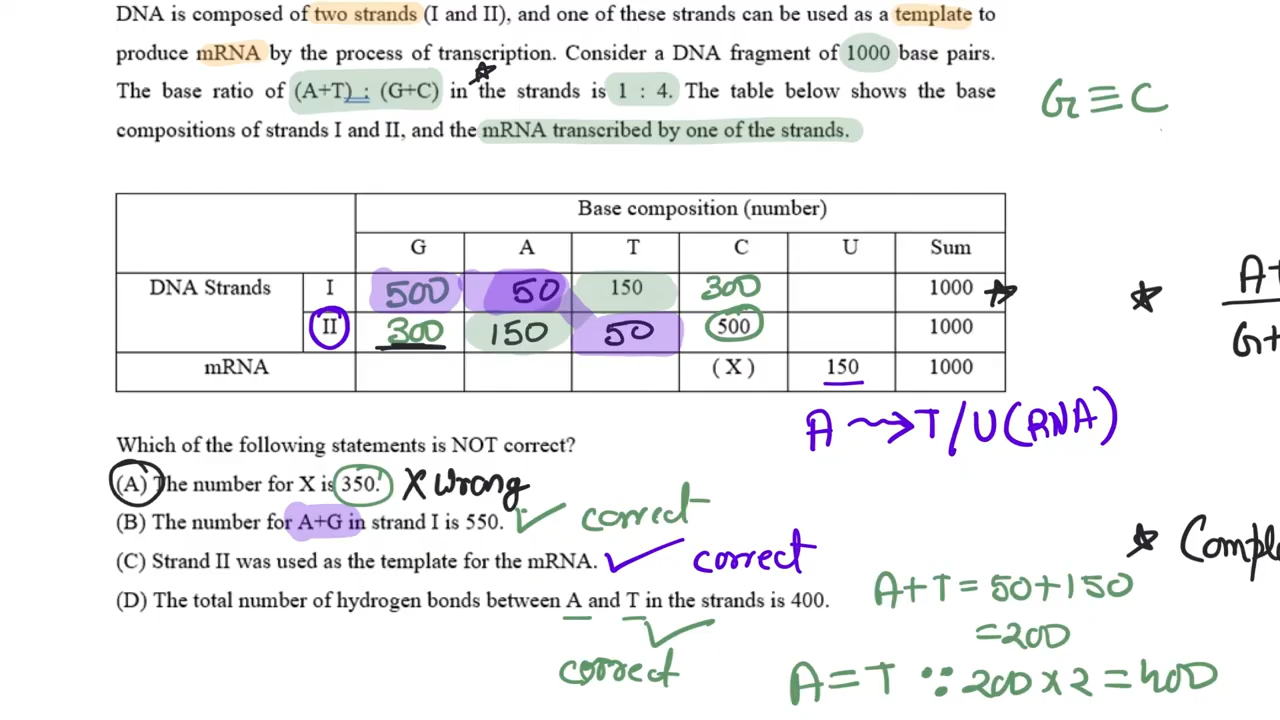 DNA is composed of two strands (I and II), and one of these strands can be used as a template to
produce mRNA by the process of transcription. Consider a DNA fragment of 1000 base pairs.
The base ratio of (A+T) : (G+C) in the strands is 1 : 4. The table below shows the base
compositions of strands I and II, and the mRNA transcribed by one of the strands.
G≡C
Base composition (number)
G A T C U Sum
DNA Strands I 500 50 150 300 1000
II 300 150 50 500 1000
mRNA (X) 150 1000
A+
G+
A → T/U(RNA)
Which of the following statements is NOT correct?
(A) The number for X is 350. X wrong
(B) The number for A+G in strand I is 550. ✓ correct
(C) Strand II was used as the template for the mRNA. ✓ correct
Comple
(D) The total number of hydrogen bonds between A and T in the strands is 400.
✓ correct
A+T = 50+150
=200
A=T ∵ 200×2=400